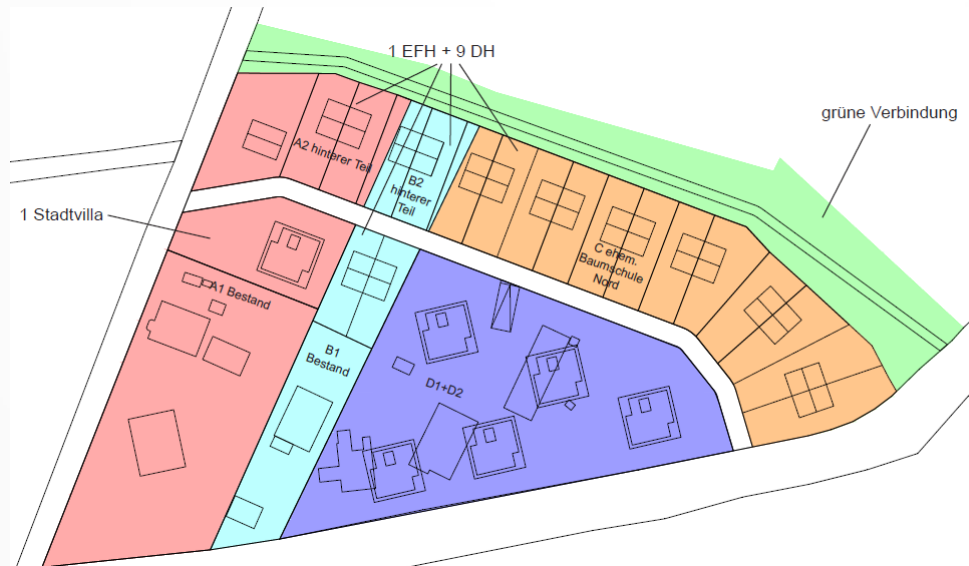 1 EFH + 9 DH
grüne Verbindung
A2 hinterer Teil
B2
hinterer
Teil
1 Stadtvilla
C ehem.
Baumschule
Nord
A1 Bestand
B1
Bestand
D1+D2